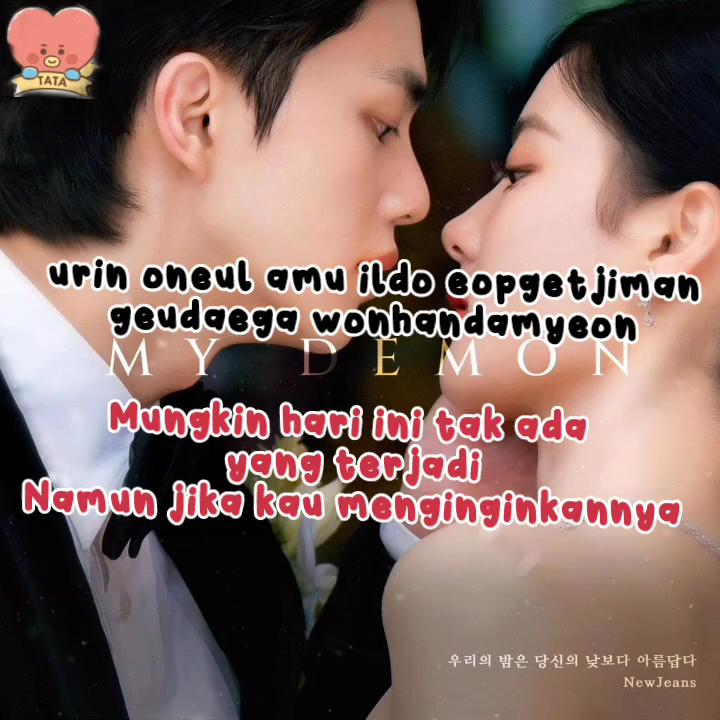 TATA
urin oneul amu ildo eopgetjiman
geudaega wonhandamyeon
MY DEMON
Mungkin hari ini tak ada
yang terjadi
Namun jika kau menginginkannya
우리의 밤은 당신의 낮보다 아름답다
NewJeans